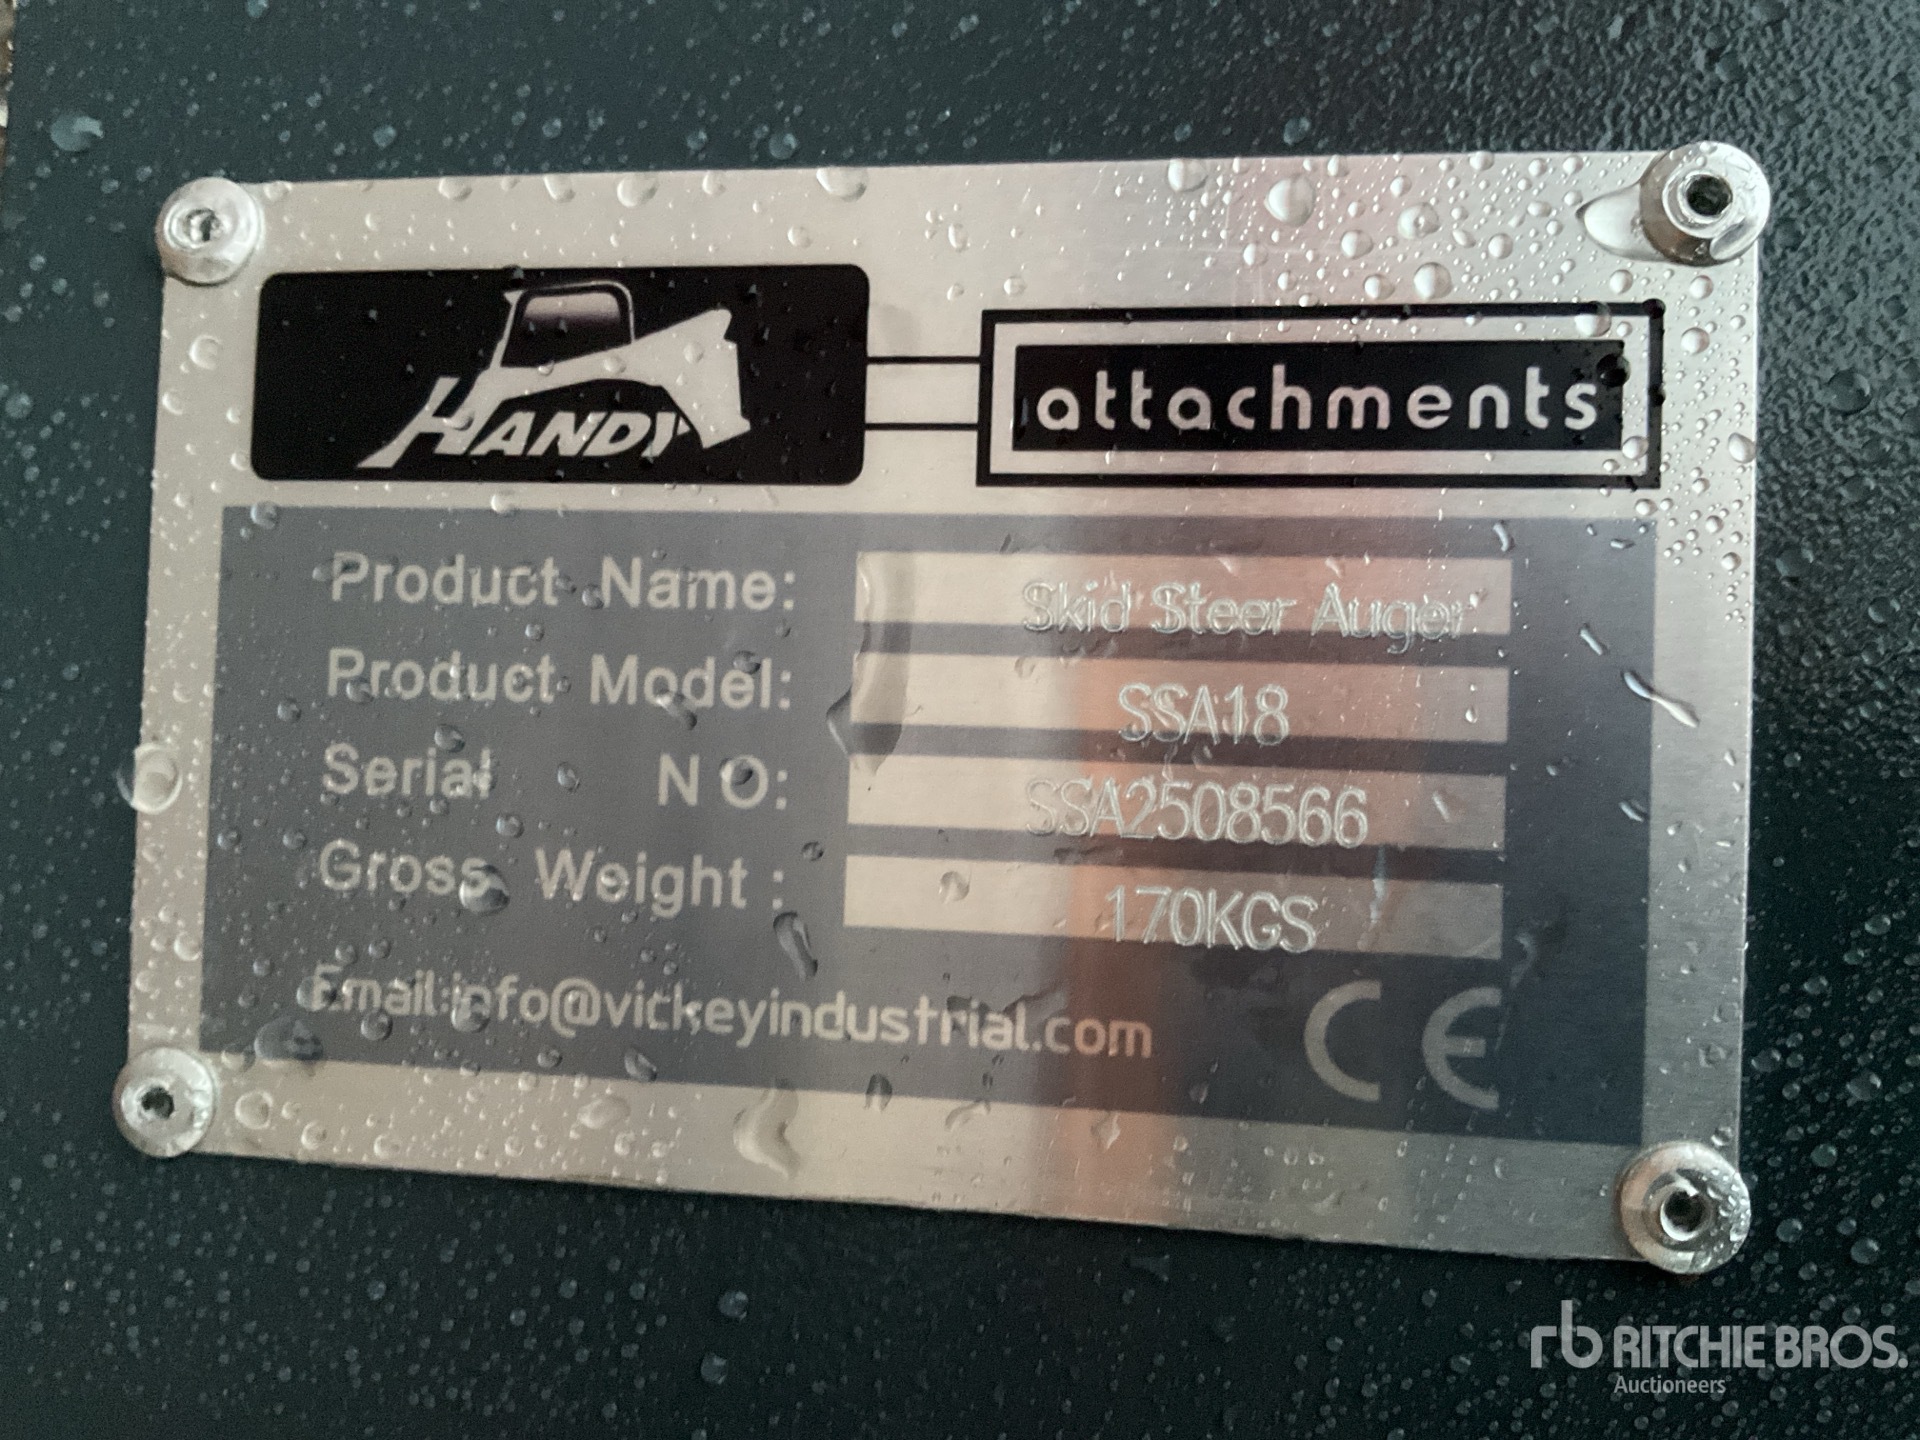 HANDY attachments
Product Name: Skid Steer Auger
Product Model: SSA18
Serial NO: SSA2508566
Gross Weight : 170KGS
Email:info@vickeyindustrial.com CE
rb RITCHIE BROS.
Auctioneers